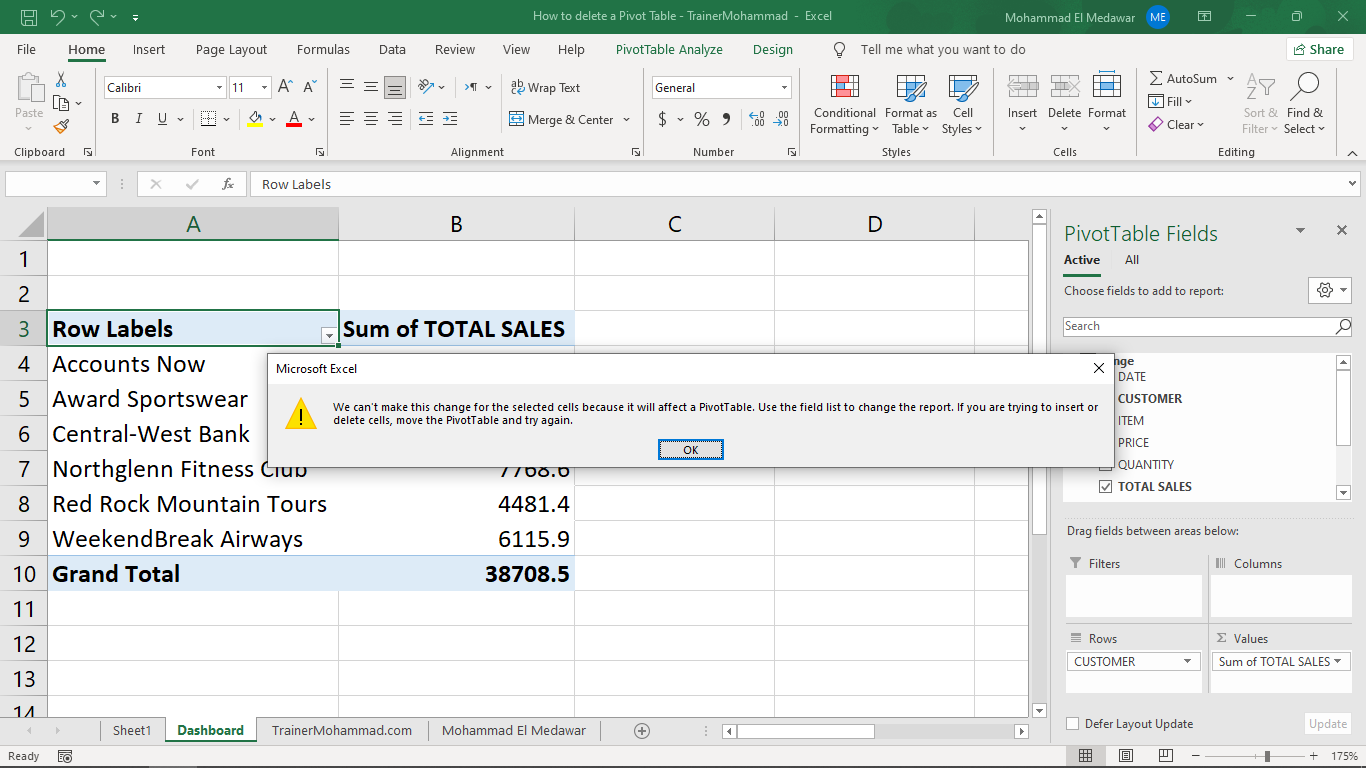 How to delete a Pivot Table - TrainerMohammad - Excel
Mohammad El Medawar ME
File Home Insert Page Layout Formulas Data Review View Help PivotTable Analyze Design Tell me what you want to do Share
Paste
Clipboard
Calibri 11
B I U A
Font
ab Wrap Text
Merge & Center
Alignment
General
$ % 9
Number
Conditional Formatting
Format as Table
Cell Styles
Styles
Insert Delete Format
Cells
AutoSum
Fill
Clear
Sort & Filter
Find & Select
Editing
fx Row Labels
A B C D
1
2
3 Row Labels Sum of TOTAL SALES
4 Accounts Now
5 Award Sportswear
6 Central-West Bank
7 Northglenn Fitness Club 7768.6
8 Red Rock Mountain Tours 4481.4
9 WeekendBreak Airways 6115.9
10 Grand Total 38708.5
11
12
13
14
Microsoft Excel
We can't make this change for the selected cells because it will affect a PivotTable. Use the field list to change the report. If you are trying to insert or
delete cells, move the PivotTable and try again.
OK
PivotTable Fields
Active All
Choose fields to add to report:
Search
DATE
CUSTOMER
ITEM
PRICE
QUANTITY
TOTAL SALES
Drag fields between areas below:
Filters Columns
Rows Σ Values
CUSTOMER Sum of TOTAL SALES
Defer Layout Update Update
Sheet1 Dashboard TrainerMohammad.com Mohammad El Medawar
Ready 175%